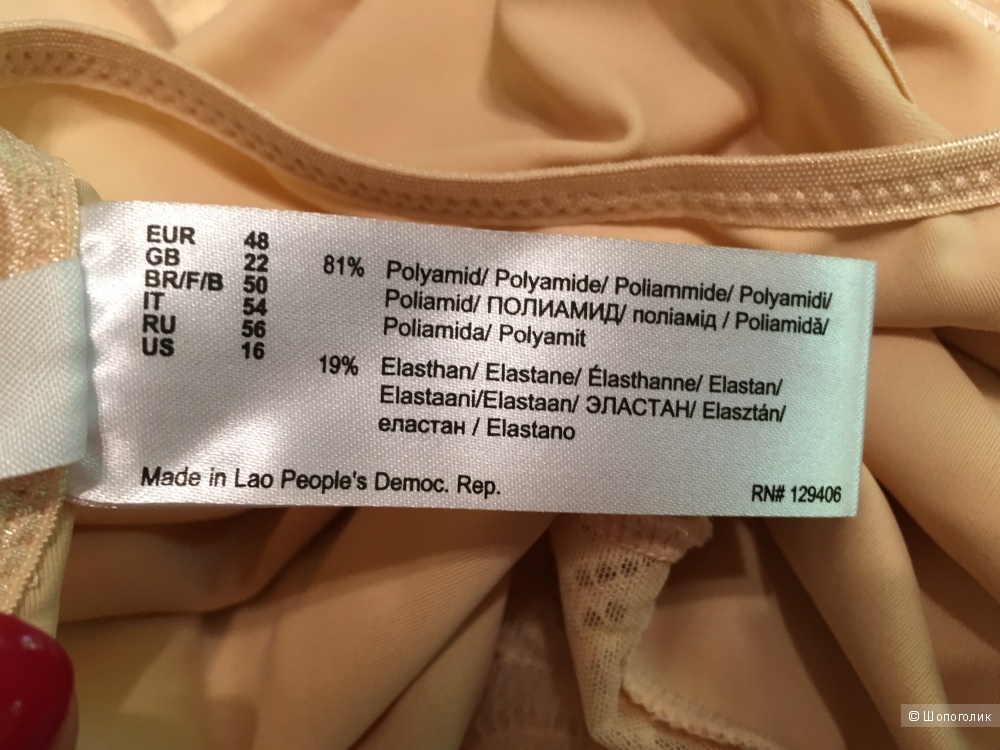 EUR 48
GB 22
BR/F/B 50
IT 54
RU 56
US 16
81% Polyamid/ Polyamide/ Poliammide/ Polyamidi/
Poliamid/ ПОЛИАМИД/ поліамід / Poliamidă/
Poliamida/ Polyamit
19% Elasthan/ Elastane/ Élasthanne/ Elastan/
Elastaani/Elastaan/ ЭЛАСТАН/ Elasztán/
еластан / Elastano
Made in Lao People's Democ. Rep.
RN# 129406
© Шопоголик